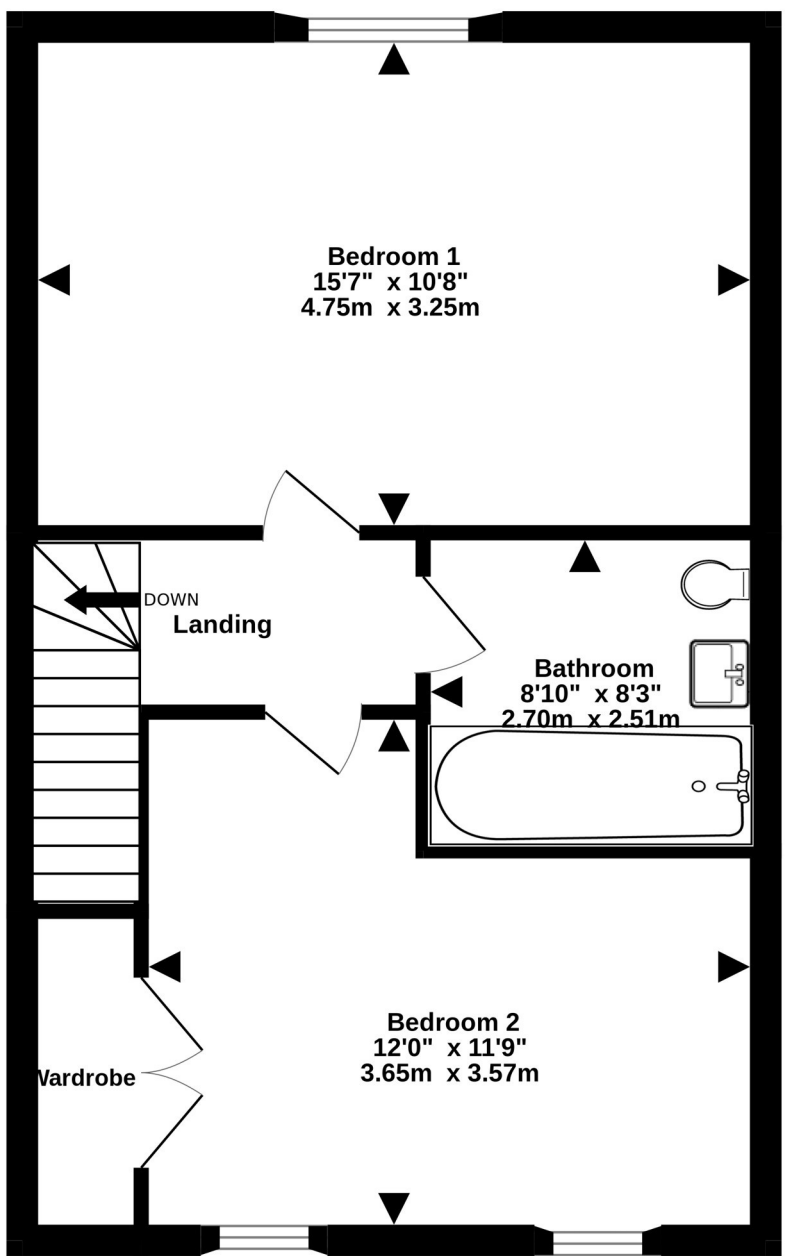 Bedroom 1
15'7" x 10'8"
4.75m x 3.25m
DOWN
Landing
Bathroom
8'10" x 8'3"
2.70m x 2.51m
Bedroom 2
12'0" x 11'9"
3.65m x 3.57m
Wardrobe